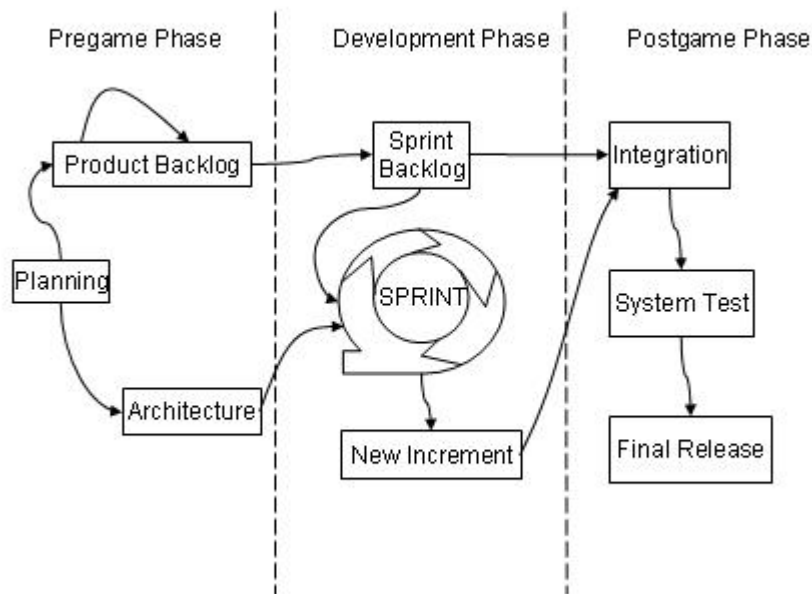 Pregame Phase
Development Phase
Postgame Phase
Product Backlog
Sprint
Backlog
Integration
Planning
SPRINT
System Test
Architecture
New Increment
Final Release